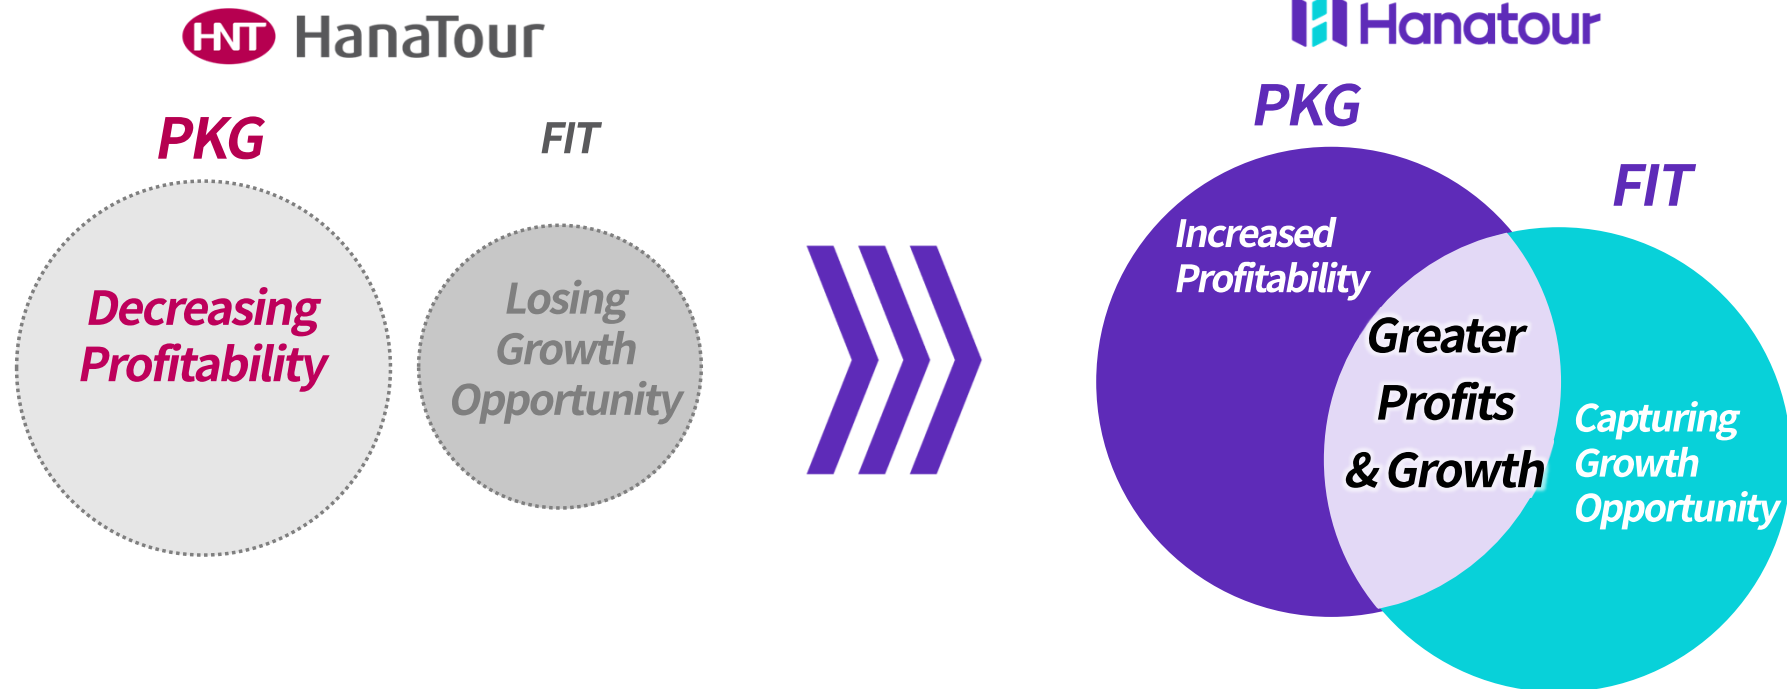 HNT HanaTour
PKG
FIT
Decreasing
Profitability
Losing
Growth
Opportunity
Hanatour
PKG
FIT
Increased
Profitability
Greater
Profits
& Growth
Capturing
Growth
Opportunity